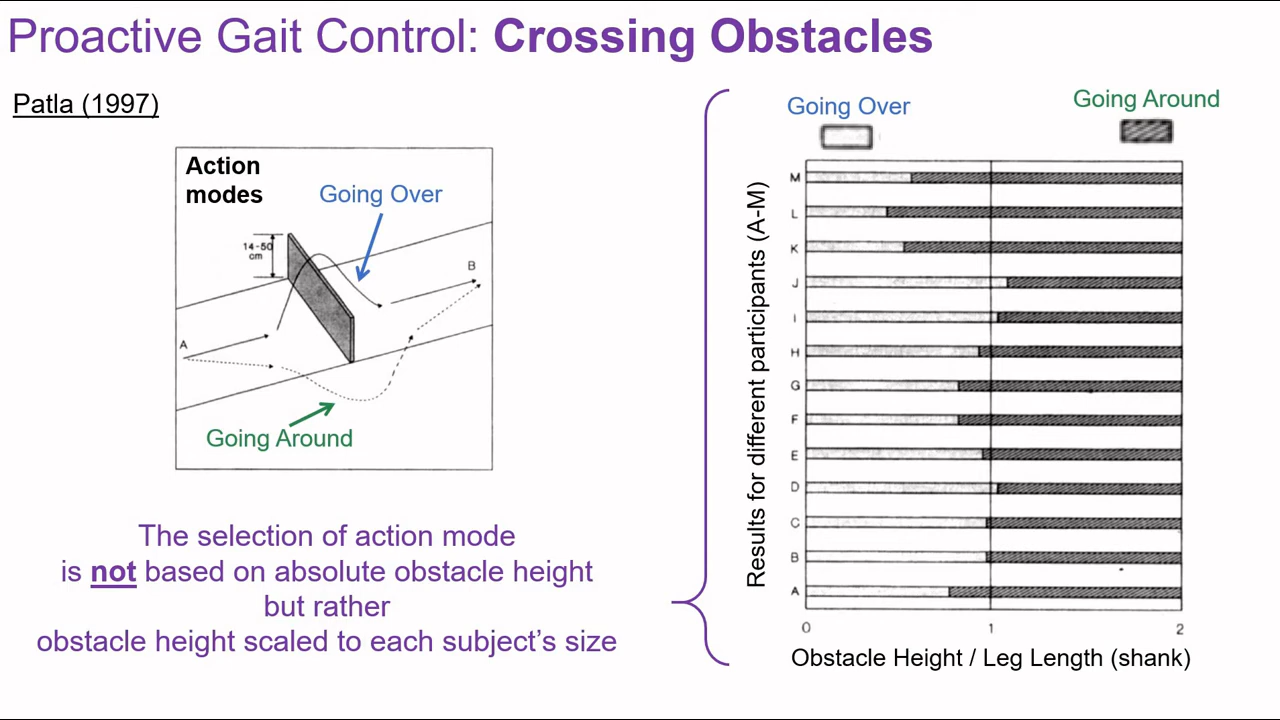 Proactive Gait Control: Crossing Obstacles
Patla (1997)
Action
modes
Going Over
14-50
cm
B
A
Going Around
The selection of action mode
is not based on absolute obstacle height
but rather
obstacle height scaled to each subject's size
Going Over
Going Around
Results for different participants (A-M)
M
L
K
J
I
H
G
F
E
D
C
B
A
0 1 2
Obstacle Height / Leg Length (shank)